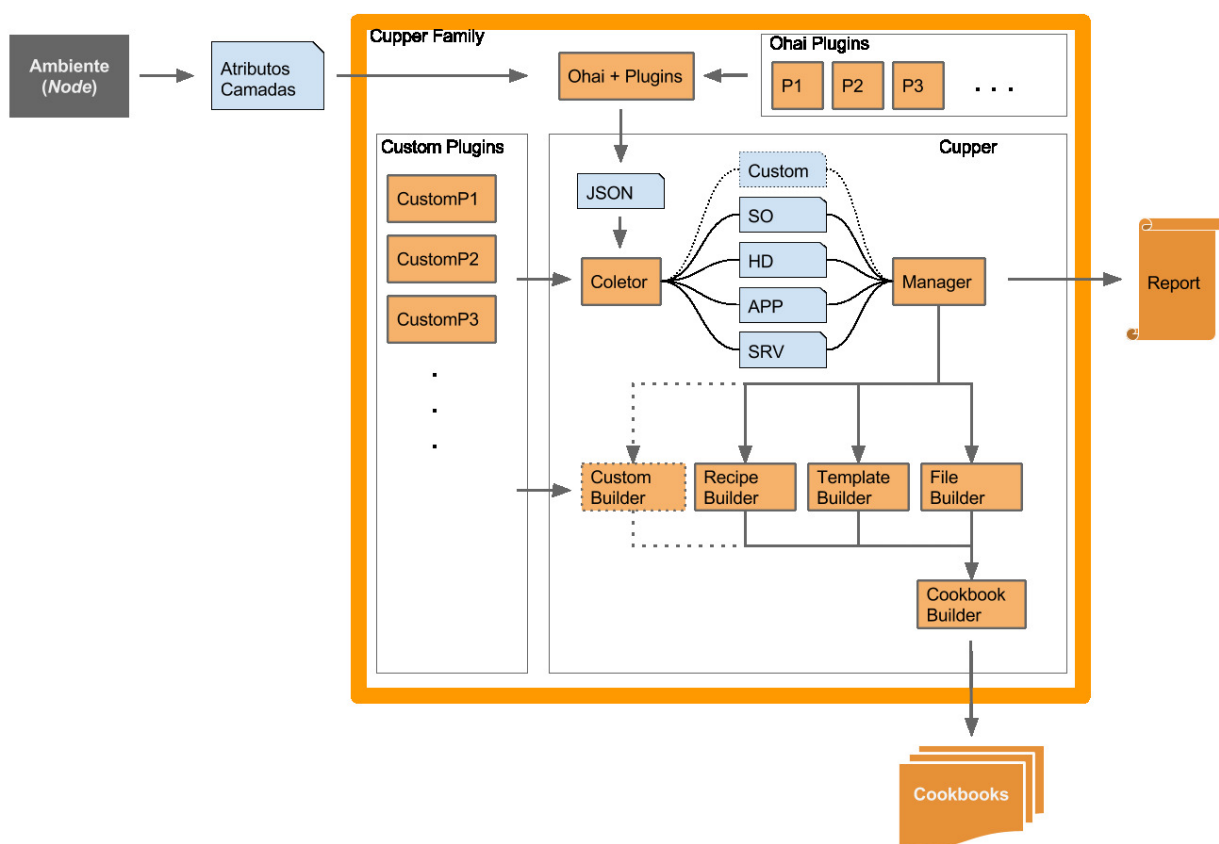 Cupper Family
Ohai Plugins
Ambiente
(Node)
Atributos
Camadas
Ohai + Plugins
P1
P2
P3
. . .
Custom Plugins
Cupper
CustomP1
CustomP2
CustomP3
.
.
.
JSON
Custom
SO
HD
APP
SRV
Coletor
Manager
Report
Custom
Builder
Recipe
Builder
Template
Builder
File
Builder
Cookbook
Builder
Cookbooks